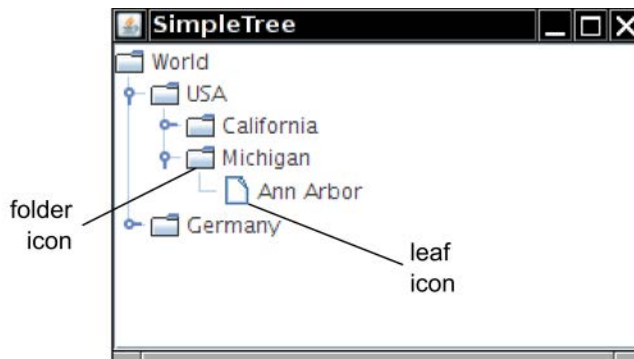 SimpleTree
World
USA
California
Michigan
Ann Arbor
Germany
folder
icon
leaf
icon